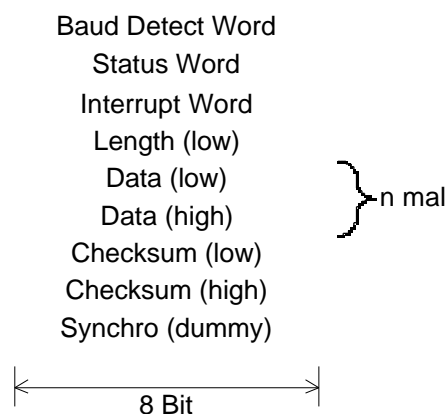 Baud Detect Word
Status Word
Interrupt Word
Length (low)
Data (low)
Data (high)
n mal
Checksum (low)
Checksum (high)
Synchro (dummy)
8 Bit